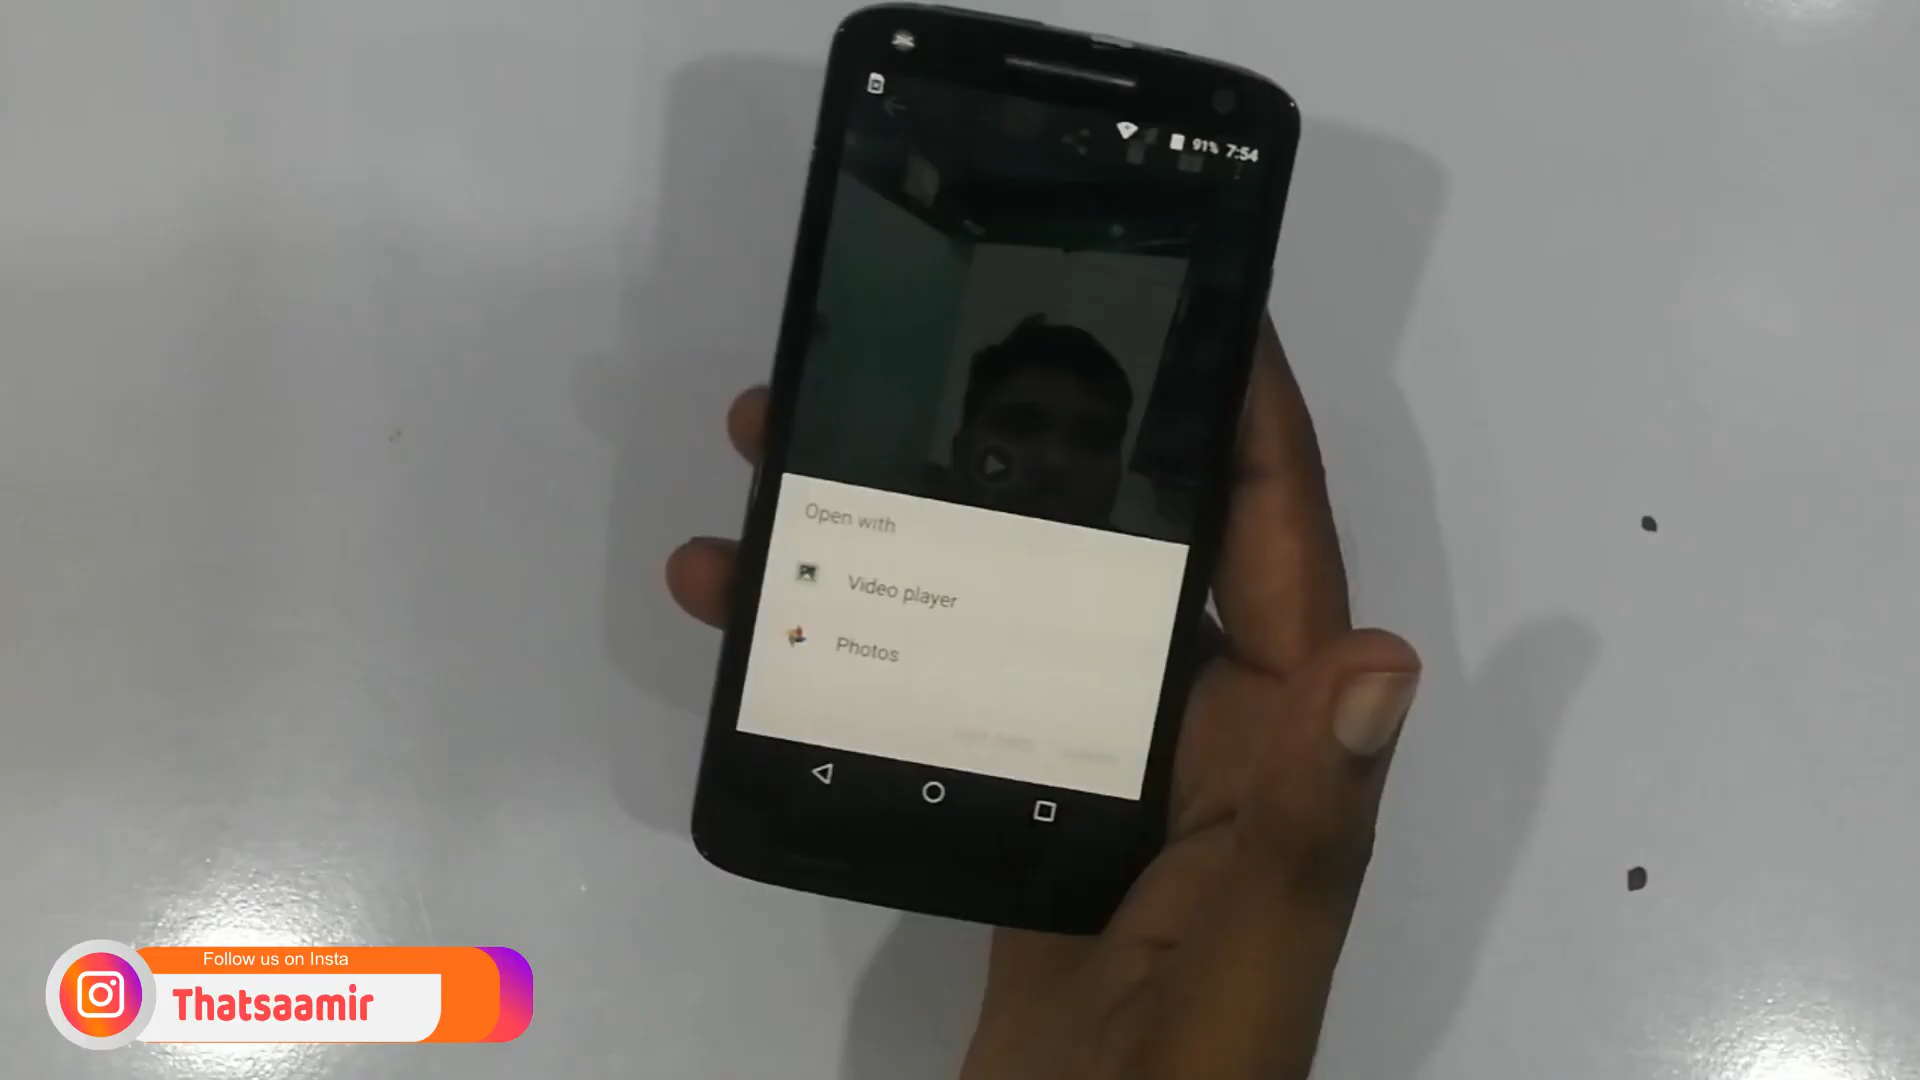 91% 7:54
Open with
Video player
Photos
Follow us on Insta
Thatsaamir